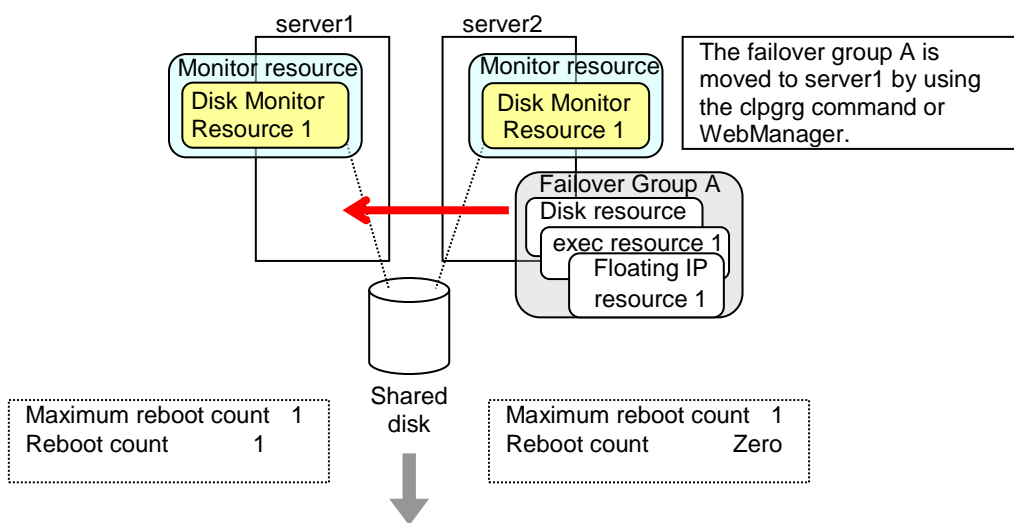 server1
server2
Monitor resource
Disk Monitor
Resource 1
Monitor resource
Disk Monitor
Resource 1
The failover group A is
moved to server1 by using
the clpgrg command or
WebManager.
Failover Group A
Disk resource
exec resource 1
Floating IP
resource 1
Shared
disk
Maximum reboot count 1
Reboot count 1
Maximum reboot count 1
Reboot count Zero